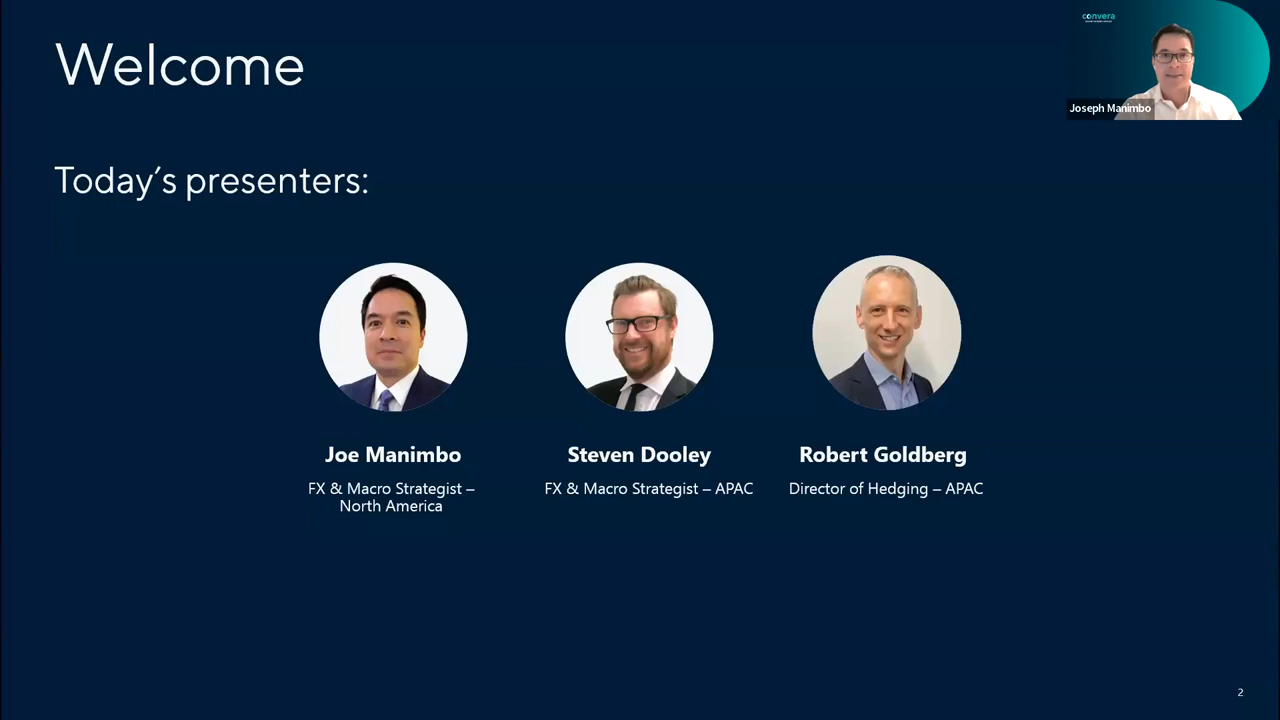 Welcome
convera
Joseph Manimbo
Today's presenters:
Joe Manimbo
FX & Macro Strategist –
North America
Steven Dooley
FX & Macro Strategist – APAC
Robert Goldberg
Director of Hedging – APAC
2